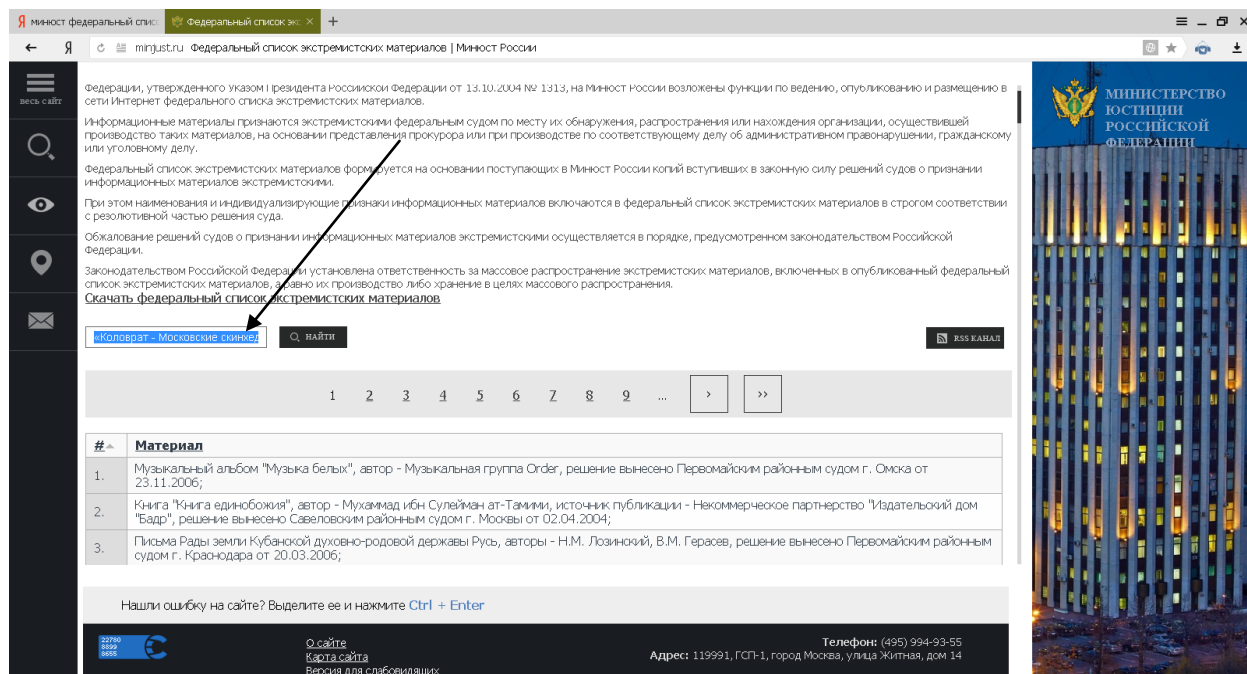 минюст федеральный списо
Федеральный список экс
minjust.ru Федеральный список экстремистских материалов | Минюст России
весь сайт
Федерации, утвержденного Указом Президента Российской Федерации от 13.10.2004 № 1313, на Минюст России возложены функции по ведению, опубликованию и размещению в
сети Интернет федерального списка экстремистских материалов.
Информационные материалы признаются экстремистскими федеральным судом по месту их обнаружения, распространения или нахождения организации, осуществившей
производство таких материалов, на основании представления прокурора или при производстве по соответствующему делу об административном правонарушении, гражданскому
или уголовному делу.
Федеральный список экстремистских материалов формируется на основании поступающих в Минюст России копий вступивших в законную силу решений судов о признании
информационных материалов экстремистскими.
При этом наименования и индивидуализирующие признаки информационных материалов включаются в федеральный список экстремистских материалов в строгом соответствии
с резолютивной частью решения суда.
Обжалование решений судов о признании информационных материалов экстремистскими осуществляется в порядке, предусмотренном законодательством Российской
Федерации.
Законодательством Российской Федерации установлена ответственность за массовое распространение экстремистских материалов, включенных в опубликованный федеральный
список экстремистских материалов, а равно их производство либо хранение в целях массового распространения.
Скачать федеральный список экстремистских материалов
«Коловрат - Московские скинхед
НАЙТИ
RSS КАНАЛ
1 2 3 4 5 6 7 8 9 ... > >>
# Материал
1. Музыкальный альбом "Музыка белых", автор - Музыкальная группа Order, решение вынесено Первомайским районным судом г. Омска от
23.11.2006;
2. Книга "Книга единобожия", автор - Мухаммад ибн Сулейман ат-Тамими, источник публикации - Некоммерческое партнерство "Издательский дом
"Бадр", решение вынесено Савеловским районным судом г. Москвы от 02.04.2004;
3. Письма Рады земли Кубанской духовно-родовой державы Русь, авторы - Н.М. Лозинский, В.М. Герасев, решение вынесено Первомайским районным
судом г. Краснодара от 20.03.2006;
Нашли ошибку на сайте? Выделите ее и нажмите Ctrl + Enter
22780
8899
8655
О сайте
Карта сайта
Версия для слабовидящих
Телефон: (495) 994-93-55
Адрес: 119991, ГСП-1, город Москва, улица Житная, дом 14
МИНИСТЕРСТВО
ЮСТИЦИИ
РОССИЙСКОЙ
ФЕДЕРАЦИИ